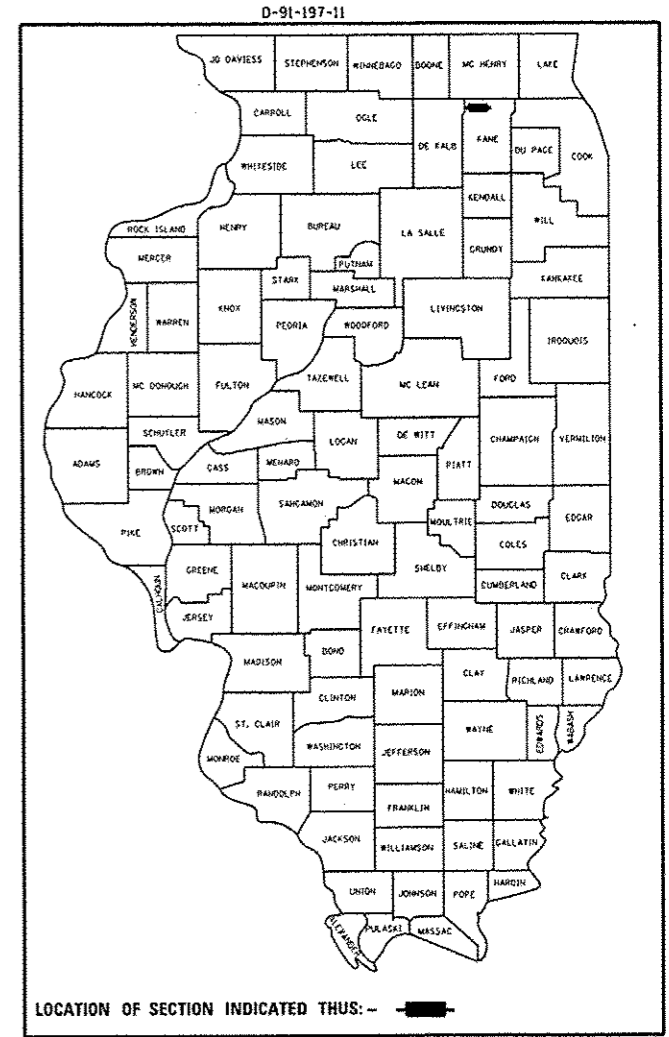 D-91-197-11
JO DAVIESS STEPHENSON WINNEBAGO BOONE MC HENRY LAKE
CARROLL OGLE DE KALB KANE DU PAGE COOK
WHITESIDE LEE
KENDALL
ROCK ISLAND HENRY BUREAU LA SALLE GRUNDY WILL
PUTNAM
MERCER STARK MARSHALL KANKAKEE
HENDERSON WARREN KNOX PEORIA WOODFORD LIVINGSTON IROQUOIS
HANCOCK MC DONOUGH FULTON TAZEWELL MC LEAN FORD
SCHUYLER MASON LOGAN DE WITT CHAMPAIGN VERMILION
ADAMS BROWN CASS MENARD MACON PIATT
PIKE SCOTT MORGAN SANGAMON CHRISTIAN MOULTRIE DOUGLAS EDGAR
COLES
CALHOUN GREENE MACOUPIN MONTGOMERY SHELBY CUMBERLAND CLARK
JERSEY FAYETTE EFFINGHAM JASPER CRAWFORD
MADISON BOND
CLINTON MARION CLAY RICHLAND LAWRENCE
ST. CLAIR WAYNE EDWARDS WABASH
MONROE WASHINGTON JEFFERSON
RANDOLPH PERRY HAMILTON WHITE
FRANKLIN
JACKSON WILLIAMSON SALINE GALLATIN
UNION JOHNSON POPE HARDIN
ALEXANDER PULASKI MASSAC
LOCATION OF SECTION INDICATED THUS:-